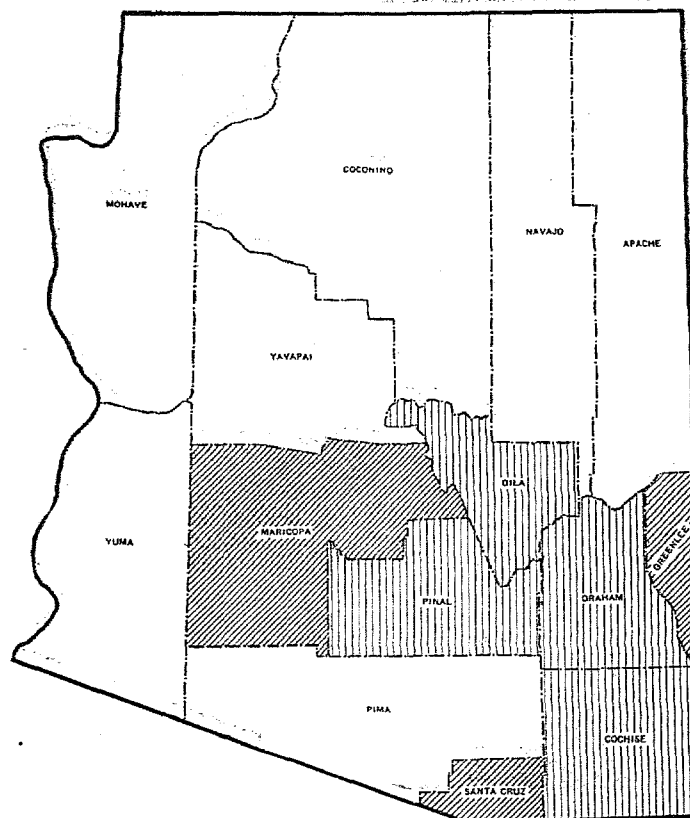 COCONINO
MOHAVE
NAVAJO
APACHE
YAVAPAI
GILA
MARICOPA
GREENLEE
YUMA
GRAHAM
PINAL
PIMA
COCHISE
SANTA CRUZ